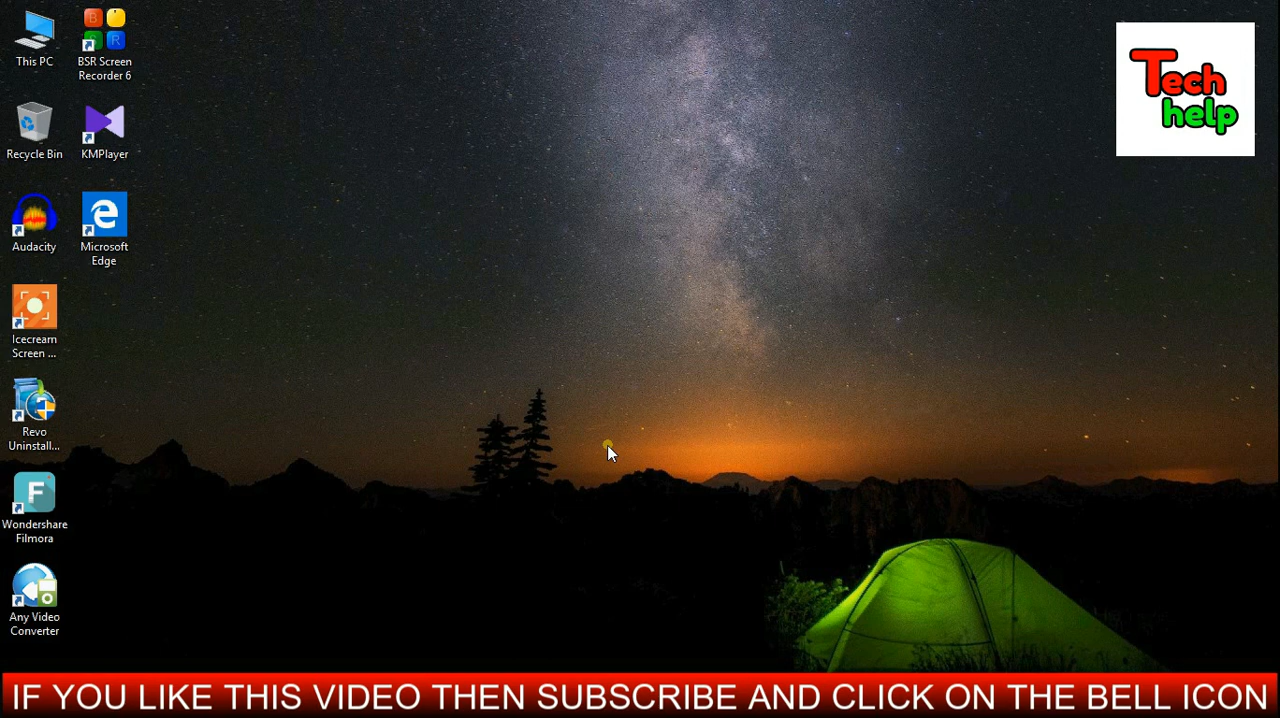 This PC
BSR Screen
Recorder 6
Recycle Bin
KMPlayer
Audacity
Microsoft
Edge
Icecream
Screen ...
Revo
Uninstall...
F
Wondershare
Filmora
Any Video
Converter
Tech
help
IF YOU LIKE THIS VIDEO THEN SUBSCRIBE AND CLICK ON THE BELL ICON